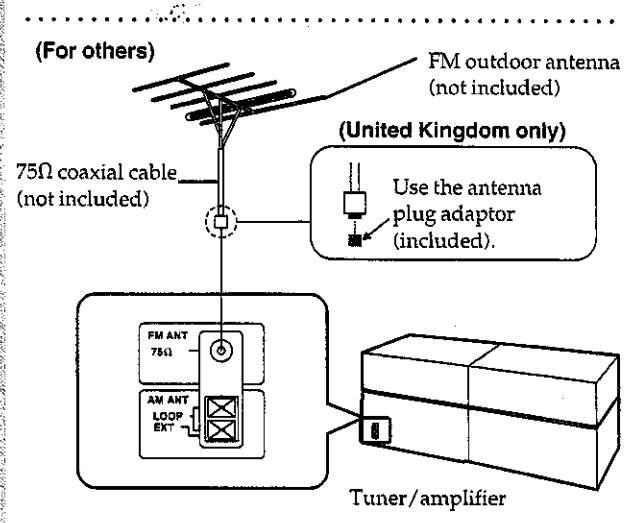 (For others)
FM outdoor antenna
(not included)
(United Kingdom only)
75Ω coaxial cable
(not included)
Use the antenna
plug adaptor
(included).
FM ANT
75Ω
AM ANT
LOOP
EXT
Tuner/amplifier